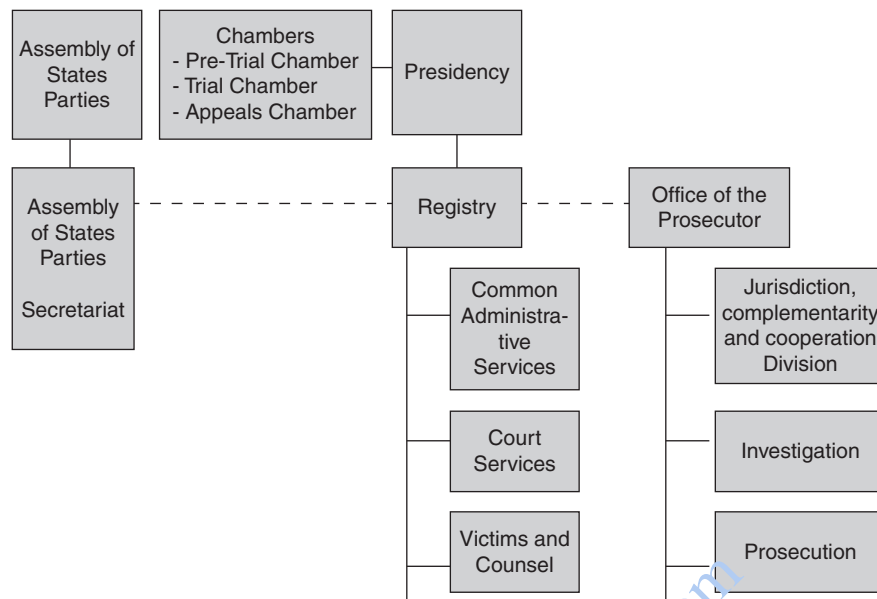 Assembly of
States
Parties
Chambers
- Pre-Trial Chamber
- Trial Chamber
- Appeals Chamber
Presidency
Assembly
of States
Parties
Secretariat
Registry
Office of the
Prosecutor
Common
Administra-
tive
Services
Jurisdiction,
complementarity
and cooperation
Division
Court
Services
Investigation
Victims and
Counsel
Prosecution
om